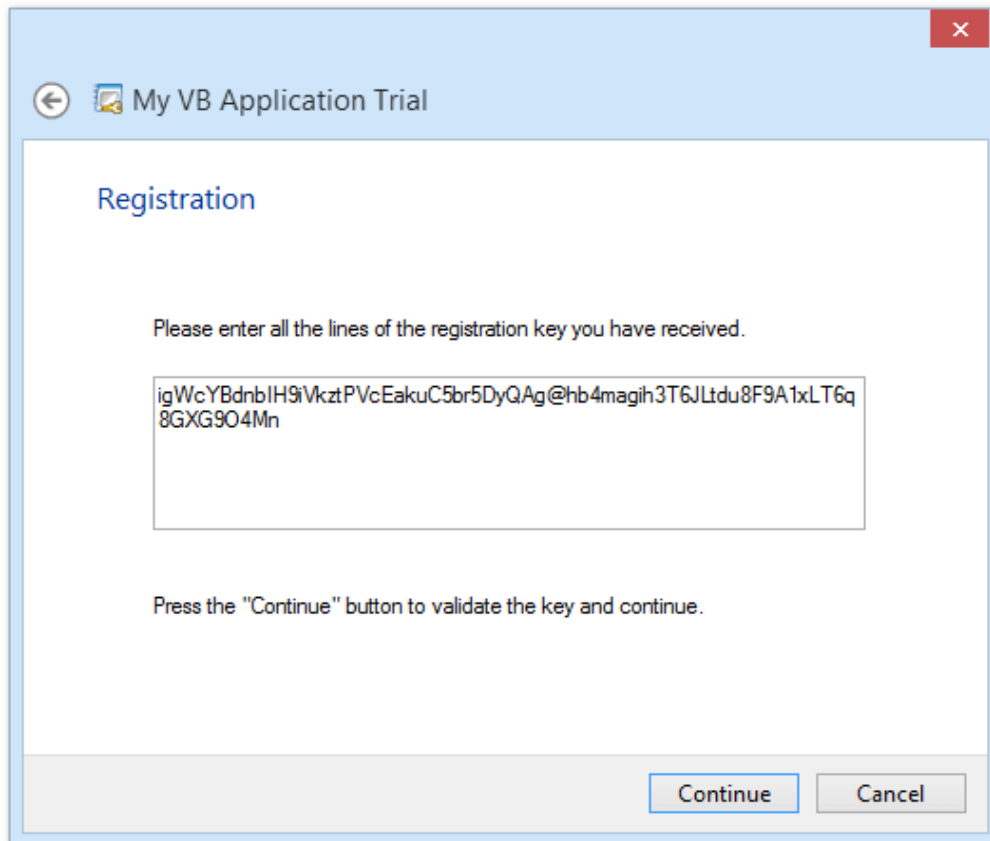 My VB Application Trial
Registration
Please enter all the lines of the registration key you have received.
igWcYBdnbIH9iVkztPVcEakuC5br5DyQAg@hb4magih3T6JLtdu8F9A1xLT6q
8GXG9O4Mn
Press the "Continue" button to validate the key and continue.
Continue
Cancel